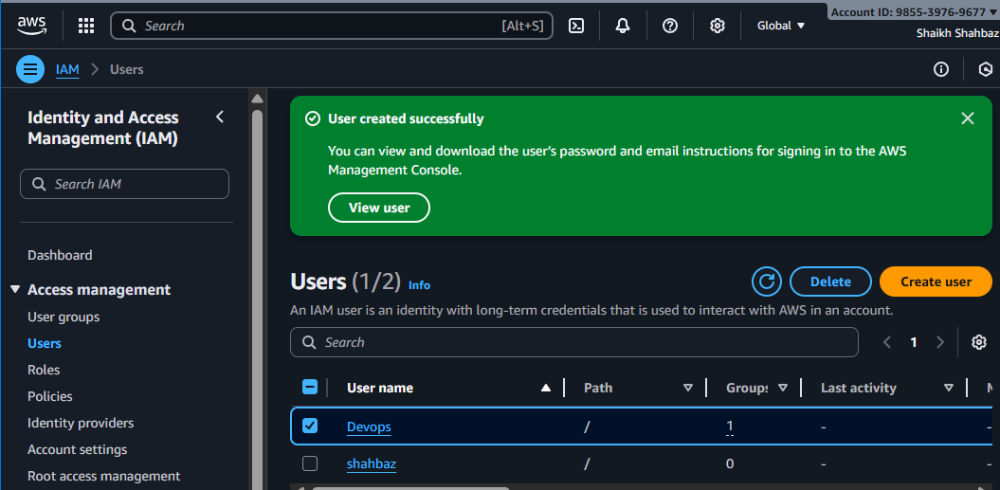 Account ID: 9855-3976-9677
aws
Search
[Alt+S]
Global
Shaikh Shahbaz
IAM > Users
Identity and Access
Management (IAM)
Search IAM
Dashboard
Access management
User groups
Users
Roles
Policies
Identity providers
Account settings
Root access management
User created successfully
You can view and download the user's password and email instructions for signing in to the AWS
Management Console.
View user
Users (1/2) Info
Delete
Create user
An IAM user is an identity with long-term credentials that is used to interact with AWS in an account.
Search
1
User name Path Groups Last activity
Devops / 1 - -
shahbaz / 0 - -